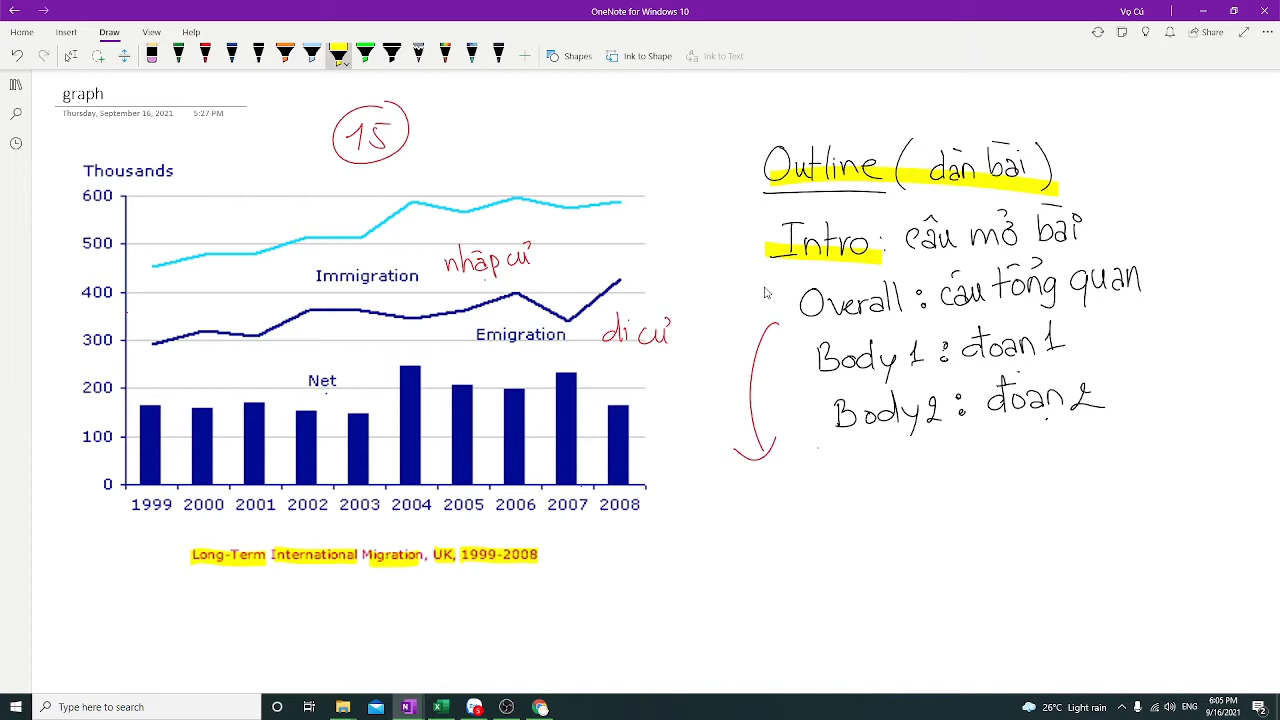 OneNote for Windows 10
Vọ Cú
Home Insert Draw View Help
Share
Shapes Ink to Shape Ink to Text
graph
Thursday, September 16, 2021 5:27 PM
15
Thousands
600
500
400
300
200
100
0
Immigration
nhập cư
Emigration
di cư
Net
1999 2000 2001 2002 2003 2004 2005 2006 2007 2008
Long-Term International Migration, UK, 1999-2008
Outline (dàn bài)
Intro: câu mở bài
Overall: câu tổng quan
Body 1: đoạn 1
Body 2: đoạn 2
Type here to search
25°C Light rain
6:05 PM
9/16/2021